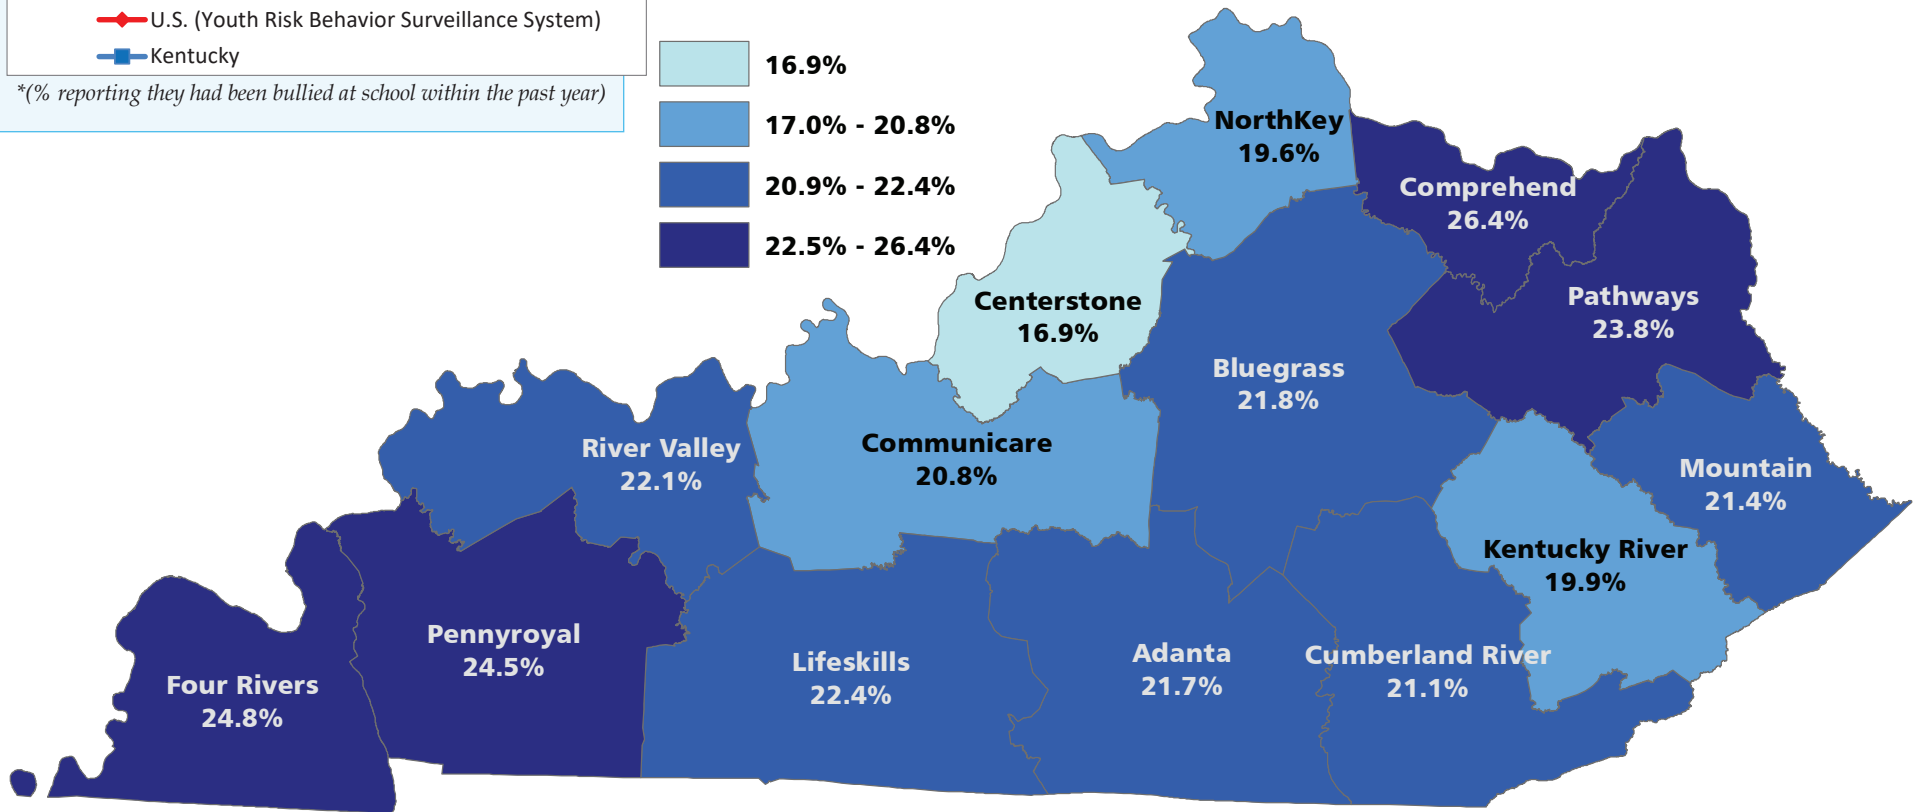 U.S. (Youth Risk Behavior Surveillance System)
Kentucky
*(% reporting they had been bullied at school within the past year)
16.9%
17.0% - 20.8%
20.9% - 22.4%
22.5% - 26.4%
NorthKey
19.6%
Comprehend
26.4%
Pathways
23.8%
Centerstone
16.9%
Bluegrass
21.8%
River Valley
22.1%
Communicare
20.8%
Mountain
21.4%
Kentucky River
19.9%
Pennyroyal
24.5%
Four Rivers
24.8%
Lifeskills
22.4%
Adanta
21.7%
Cumberland River
21.1%